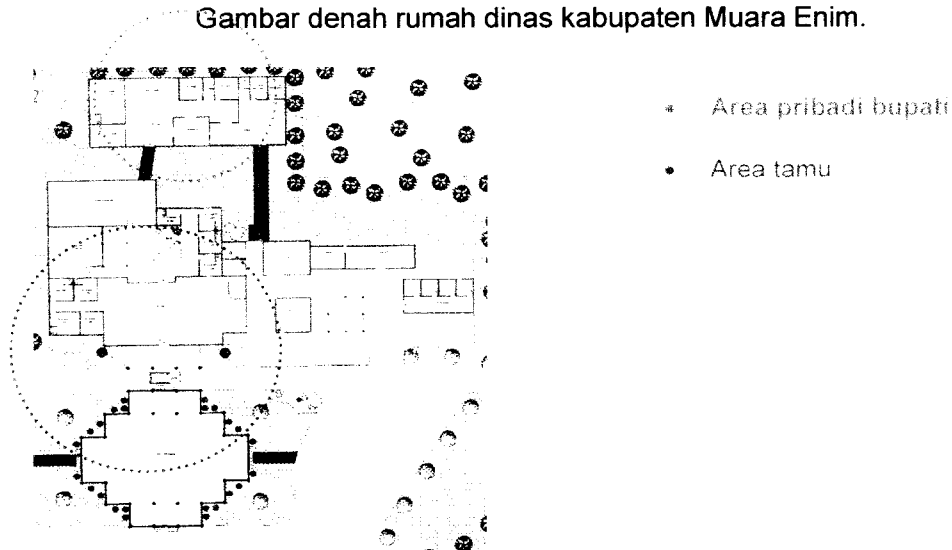 Gambar denah rumah dinas kabupaten Muara Enim.
Area pribadi bupati
Area tamu